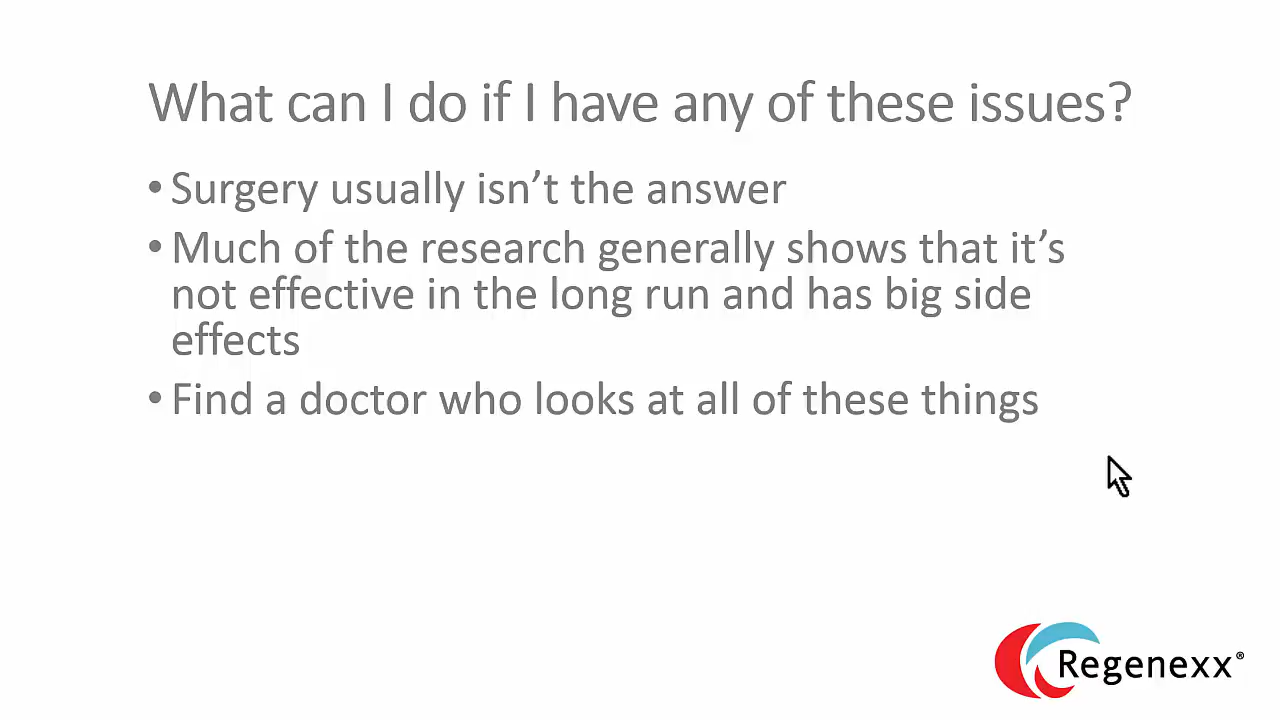 What can I do if I have any of these issues?
• Surgery usually isn’t the answer
• Much of the research generally shows that it’s
not effective in the long run and has big side
effects
• Find a doctor who looks at all of these things
Regenexx®